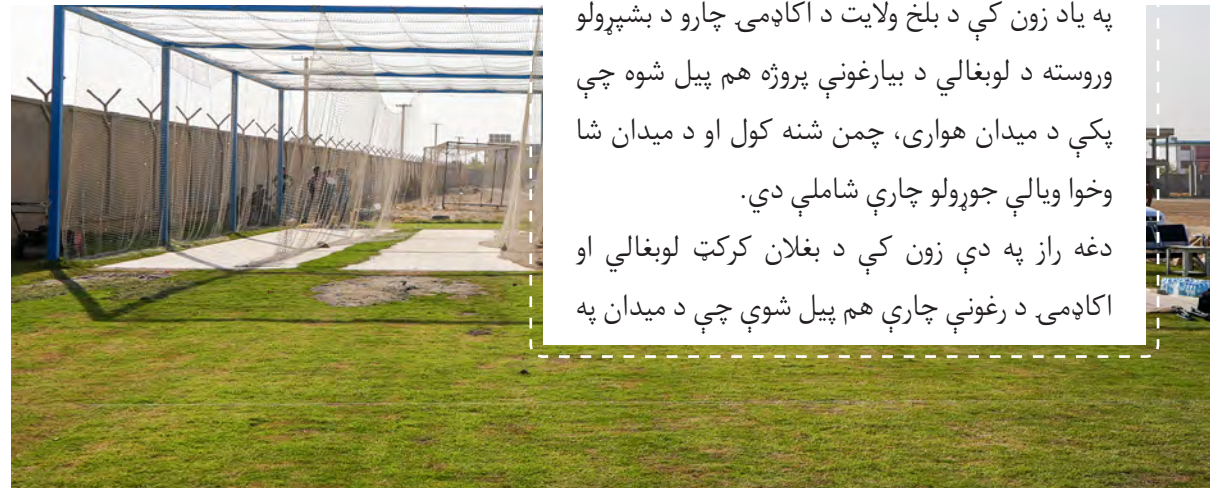 په یاد زون کې د بلخ ولایت د اکاډمۍ چارو د بشپړولو
وروسته د لوبغالي د بیارغونې پروژه هم پیل شوه چې
پکې د میدان هواری، چمن شنه کول او د میدان شا
وخوا ویالې جوړولو چارې شاملې دي.
دغه راز په دې زون کې د بغلان کرکټ لوبغالي او
اکاډمۍ د رغونې چارې هم پیل شوې چې د میدان په